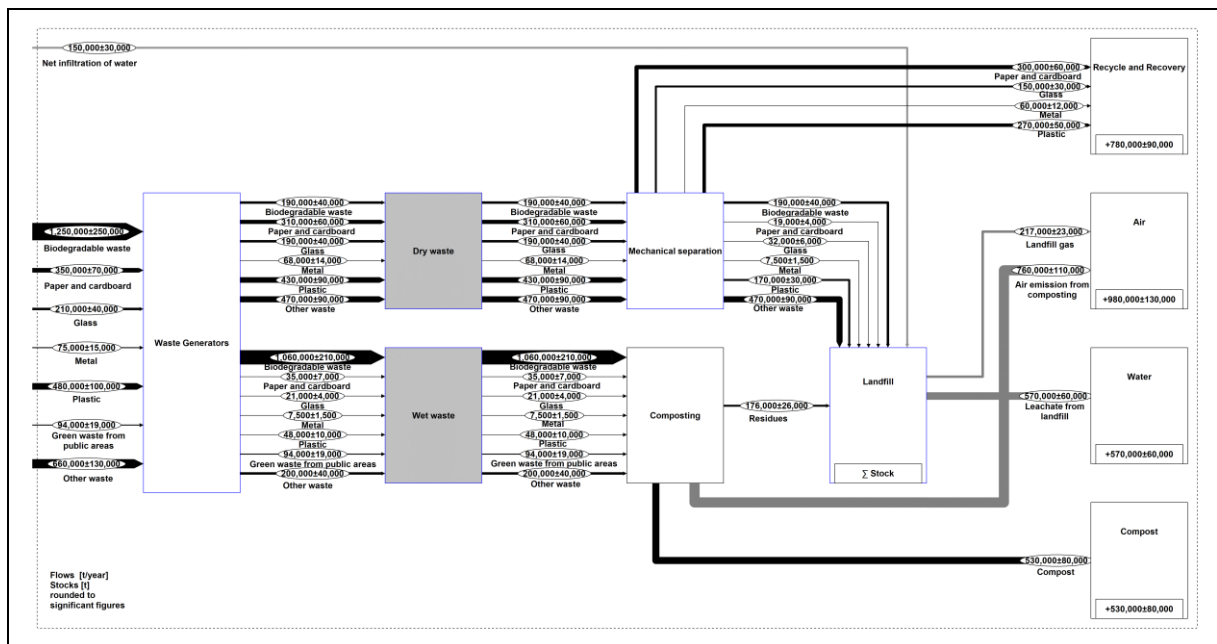 150,000±30,000
Net infiltration of water
300,000±60,000
Paper and cardboard
150,000±30,000
Glass
60,000±12,000
Metal
270,000±50,000
Plastic
Recycle and Recovery
+780,000±90,000
1,250,000±250,000
Biodegradable waste
350,000±70,000
Paper and cardboard
210,000±40,000
Glass
75,000±15,000
Metal
480,000±100,000
Plastic
94,000±19,000
Green waste from
public areas
660,000±130,000
Other waste
Waste Generators
190,000±40,000
Biodegradable waste
310,000±60,000
Paper and cardboard
190,000±40,000
Glass
68,000±14,000
Metal
430,000±90,000
Plastic
470,000±90,000
Other waste
Dry waste
190,000±40,000
Biodegradable waste
310,000±60,000
Paper and cardboard
190,000±40,000
Glass
68,000±14,000
Metal
430,000±90,000
Plastic
470,000±90,000
Other waste
Mechanical separation
190,000±40,000
Biodegradable waste
19,000±4,000
Paper and cardboard
32,000±6,000
Glass
7,500±1,500
Metal
170,000±30,000
Plastic
470,000±90,000
Other waste
217,000±23,000
Landfill gas
760,000±110,000
Air emission from
composting
Air
+980,000±130,000
1,060,000±210,000
Biodegradable waste
35,000±7,000
Paper and cardboard
21,000±4,000
Glass
7,500±1,500
Metal
48,000±10,000
Plastic
94,000±19,000
Green waste from public areas
200,000±40,000
Other waste
Wet waste
1,060,000±210,000
Biodegradable waste
35,000±7,000
Paper and cardboard
21,000±4,000
Glass
7,500±1,500
Metal
48,000±10,000
Plastic
94,000±19,000
Green waste from public areas
200,000±40,000
Other waste
Composting
176,000±26,000
Residues
Landfill
∑ Stock
570,000±60,000
Leachate from
landfill
Water
+570,000±60,000
530,000±80,000
Compost
Compost
+530,000±80,000
Flows [t/year]
Stocks [t]
rounded to
significant figures